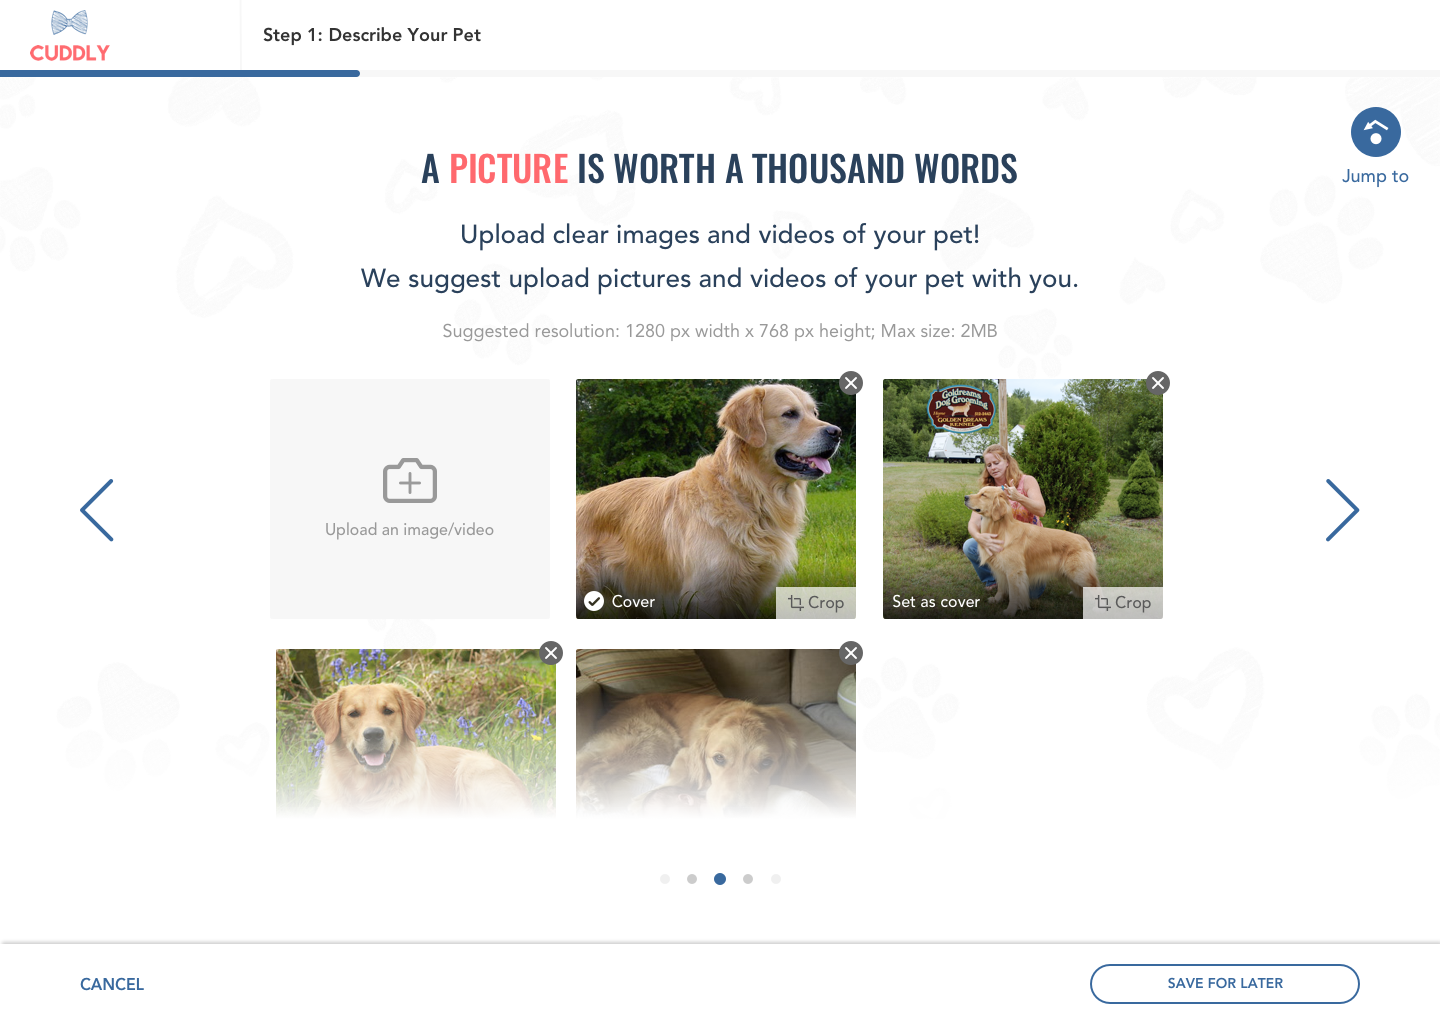 CUDDLY
Step 1: Describe Your Pet
Jump to
A PICTURE IS WORTH A THOUSAND WORDS
Upload clear images and videos of your pet!
We suggest upload pictures and videos of your pet with you.
Suggested resolution: 1280 px width x 768 px height; Max size: 2MB
Upload an image/video
Cover
Crop
Goldreams
Dog Grooming
GOLDEN DREAMS
KENNEL
Set as cover
Crop
CANCEL
SAVE FOR LATER